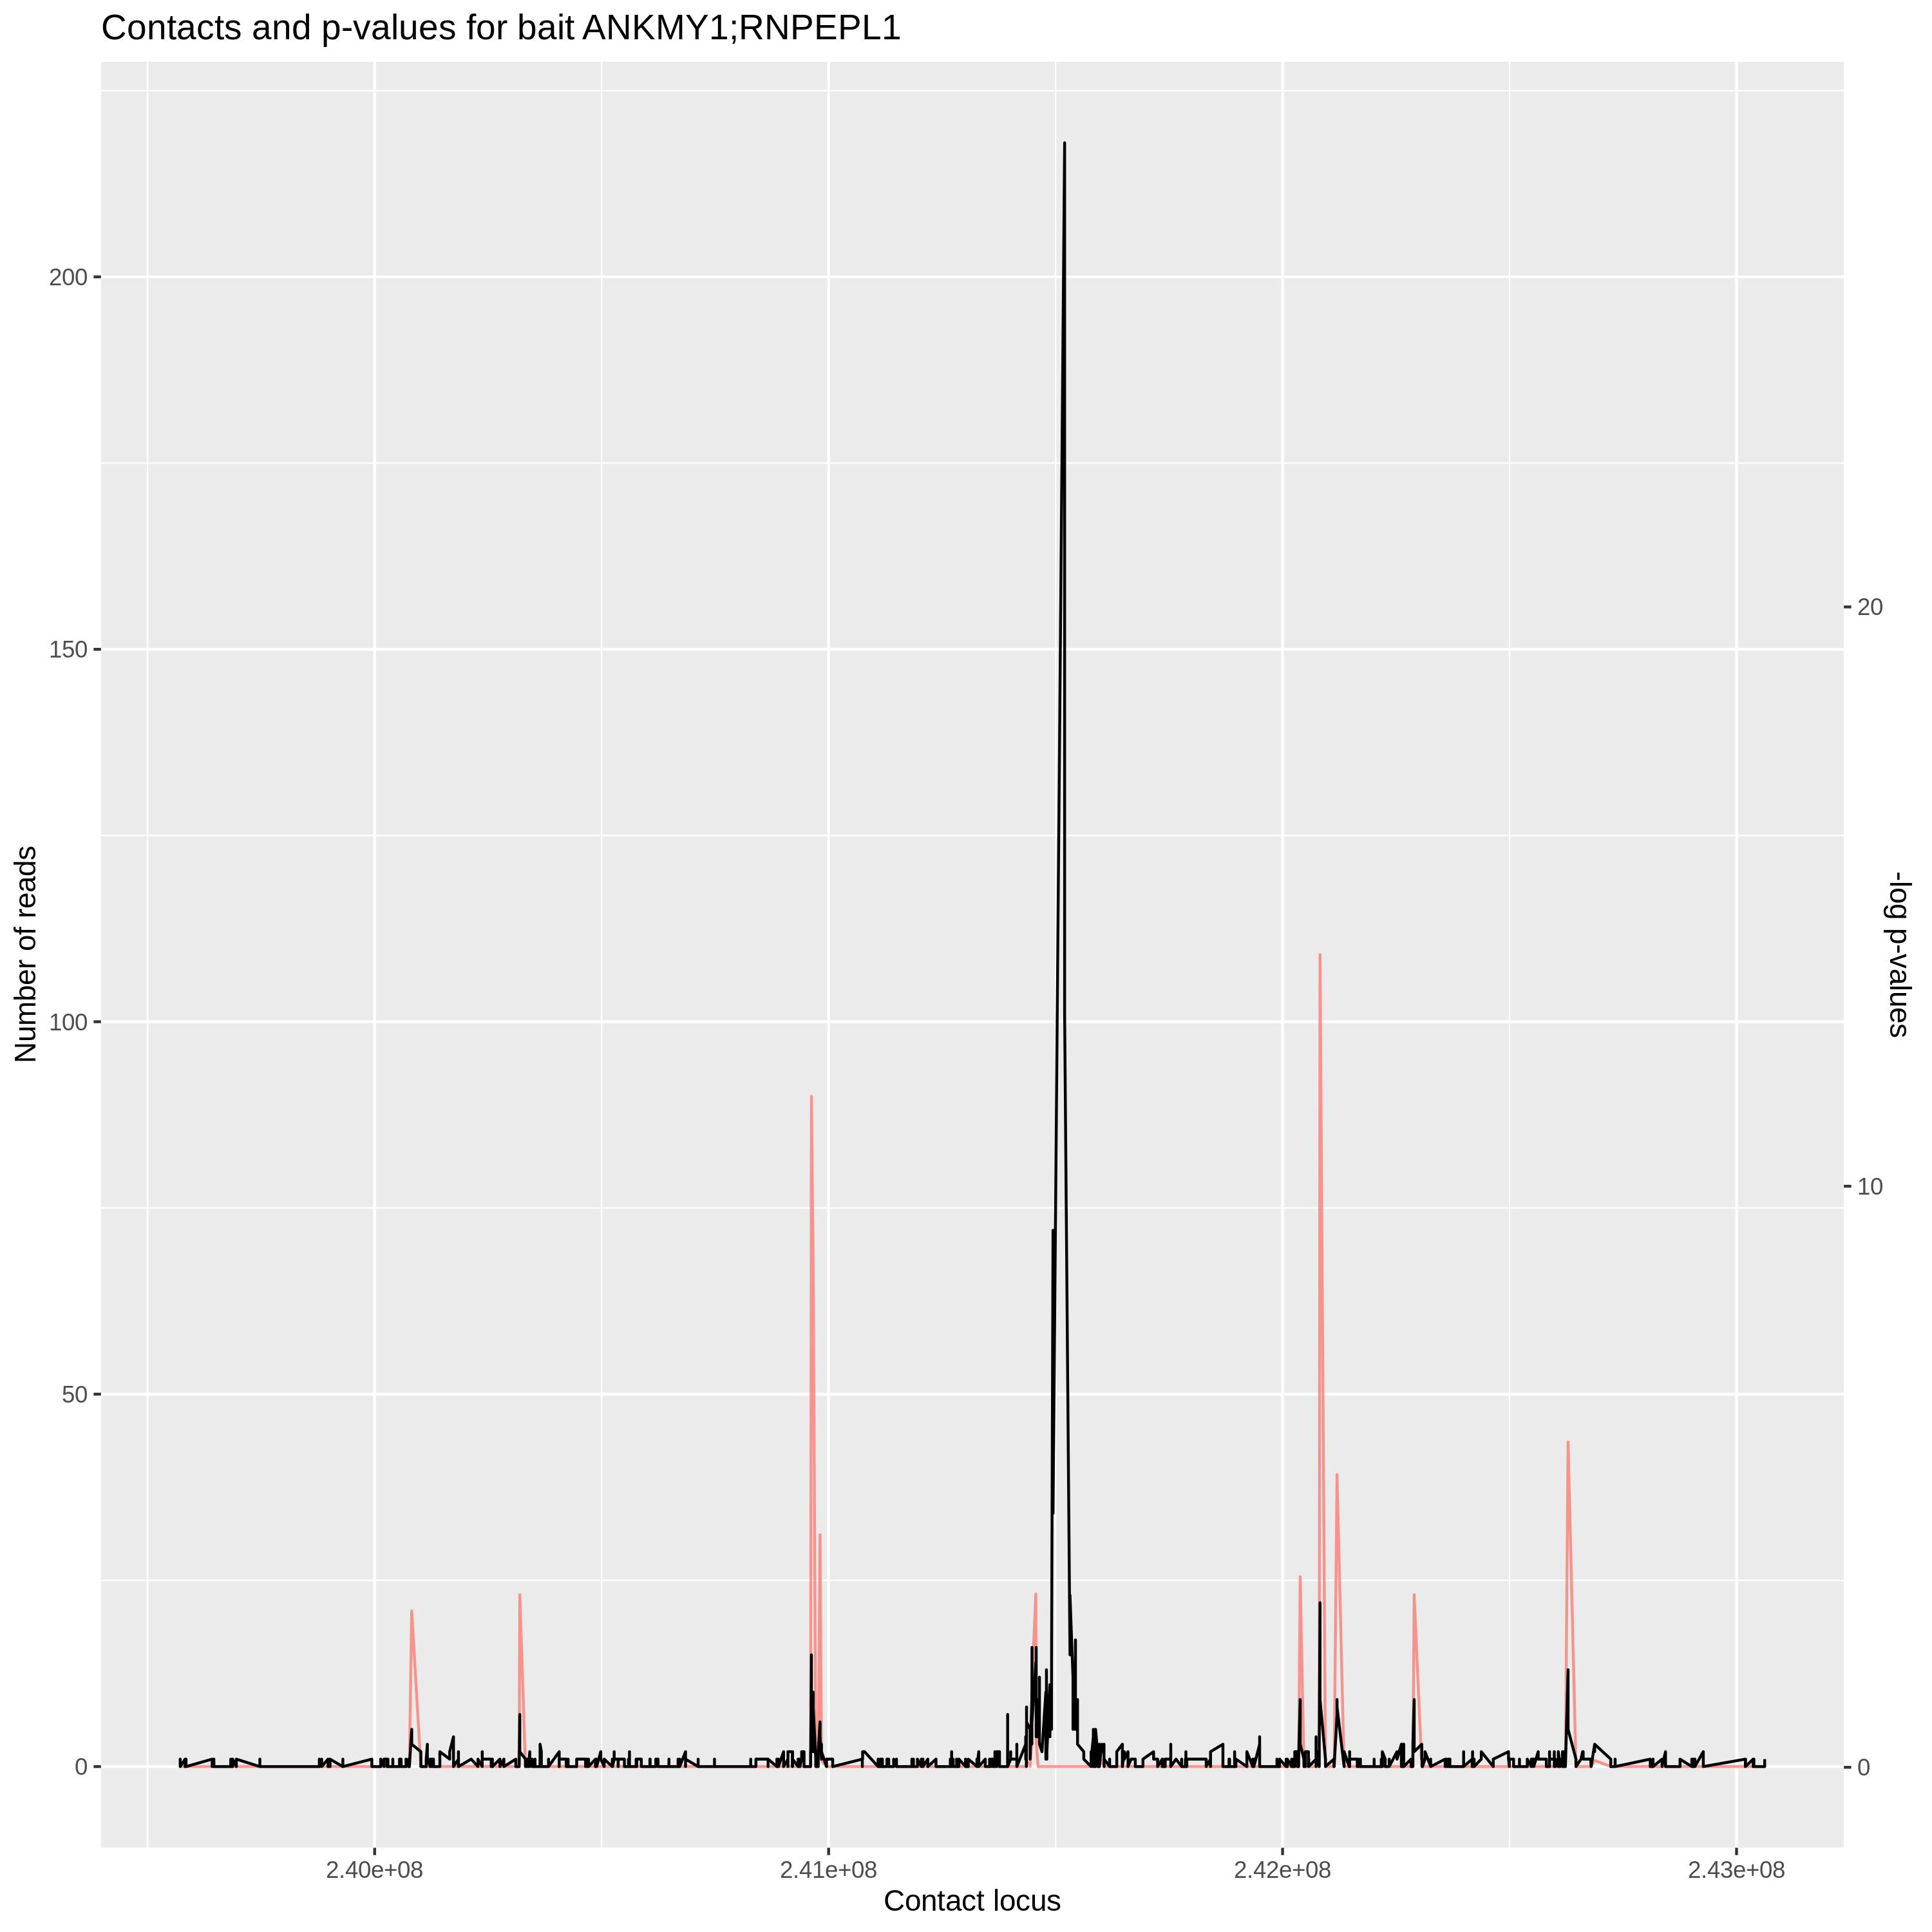 Contacts and p-values for bait ANKMY1;RNPEPL1
Number of reads
200
150
100
50
0
20
10
0
-log p-values
2.40e+08
2.41e+08
2.42e+08
2.43e+08
Contact locus